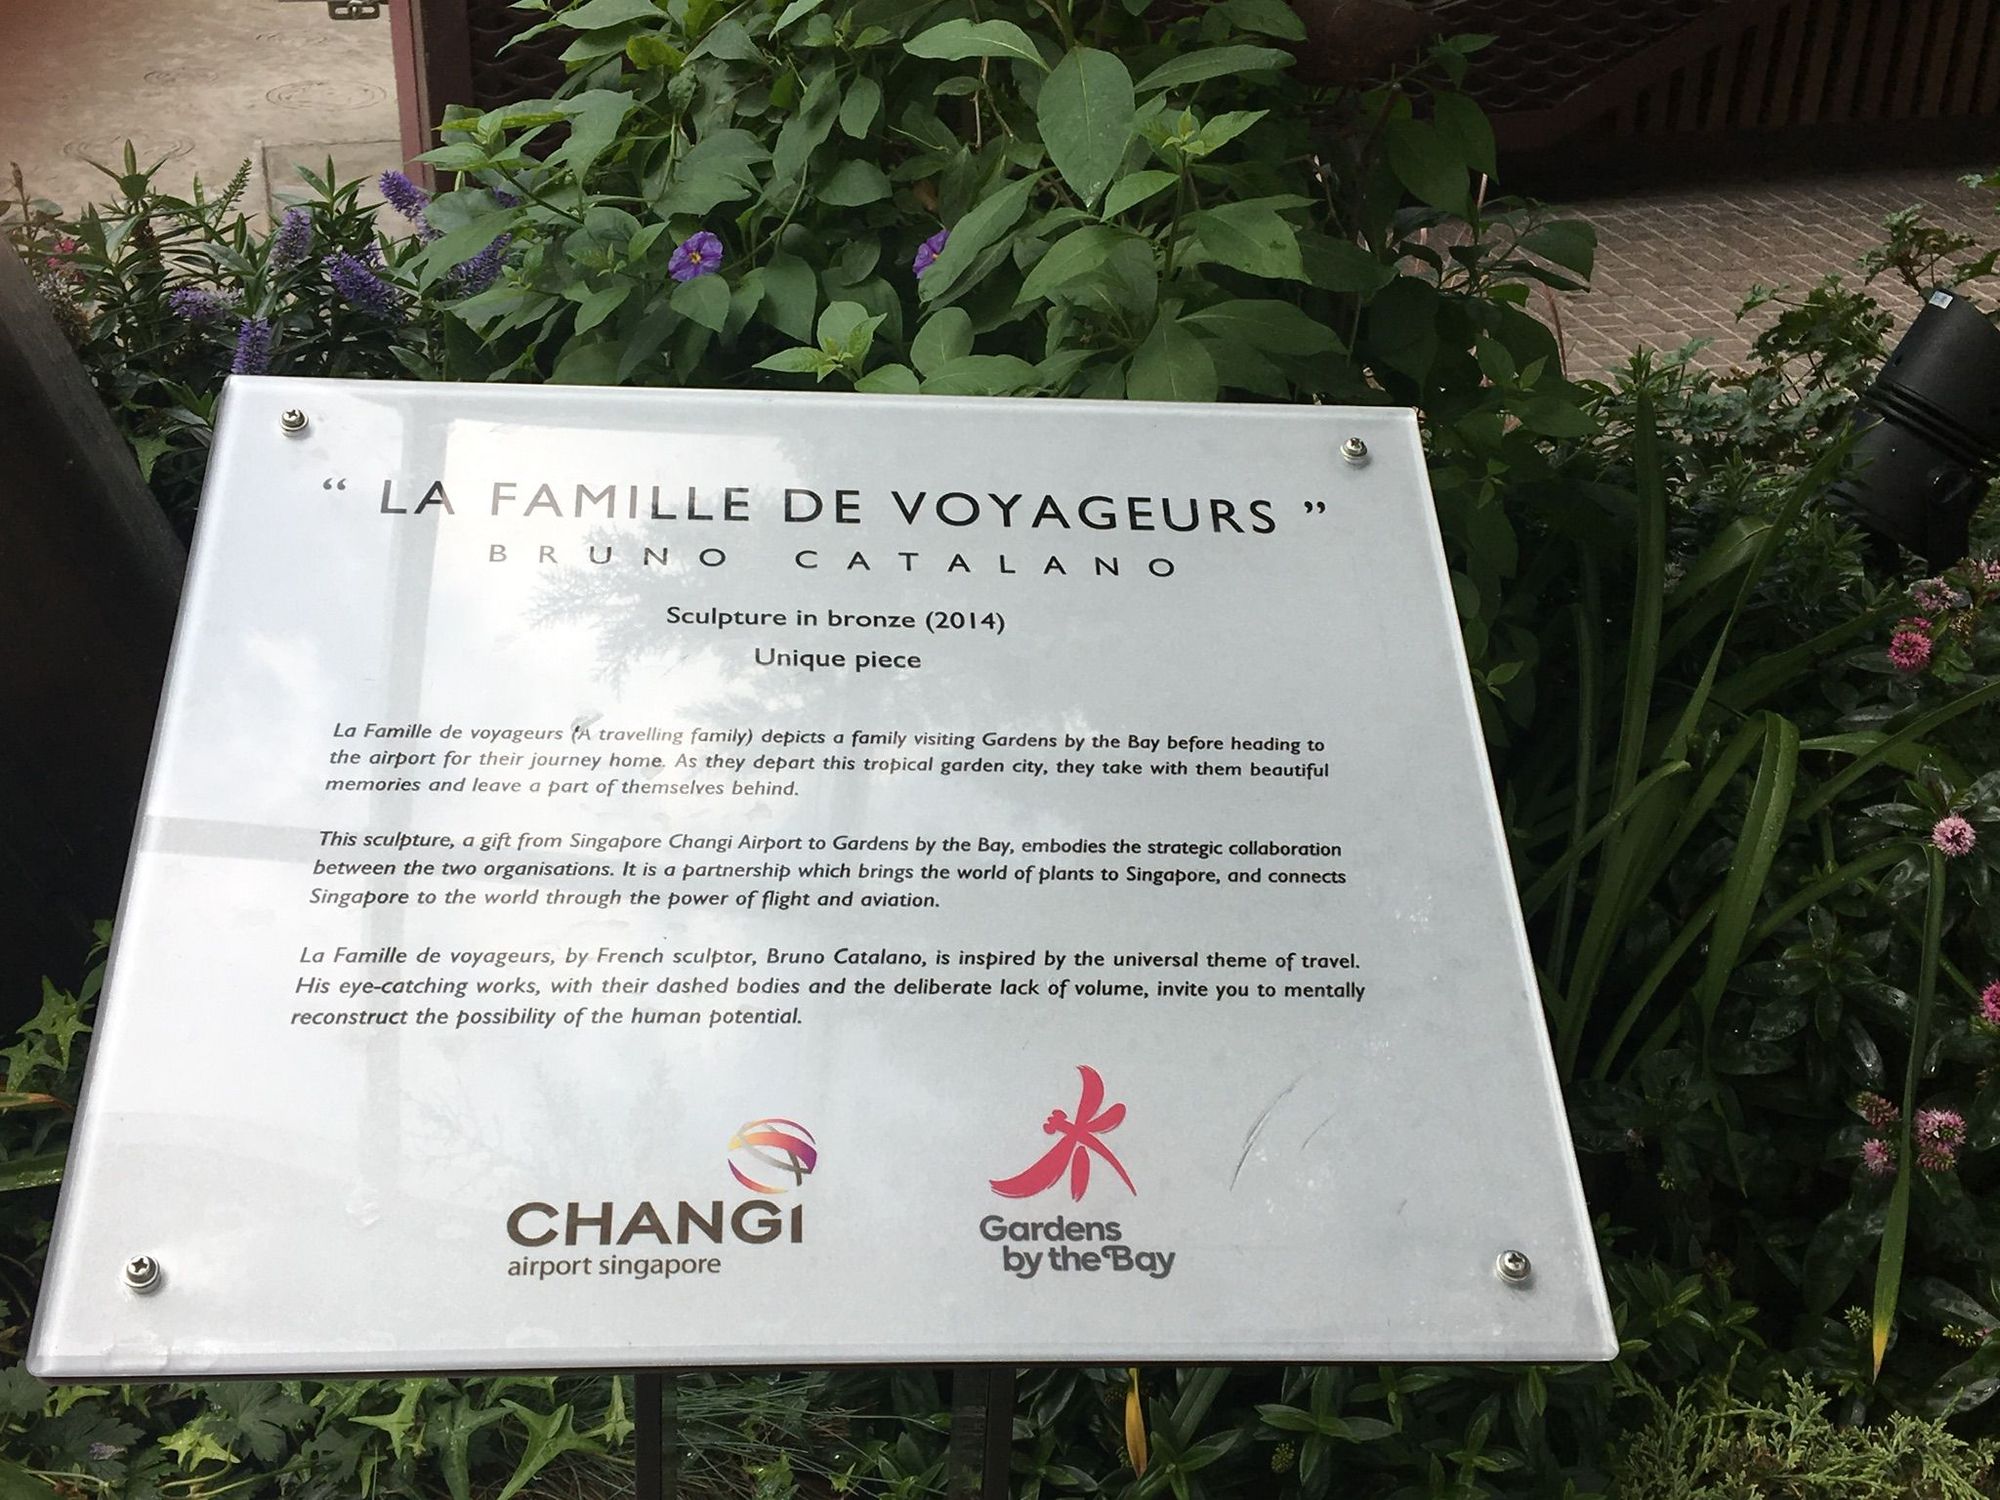 “ LA FAMILLE DE VOYAGEURS ”
BRUNO CATALANO
Sculpture in bronze (2014)
Unique piece
La Famille de voyageurs (A travelling family) depicts a family visiting Gardens by the Bay before heading to
the airport for their journey home. As they depart this tropical garden city, they take with them beautiful
memories and leave a part of themselves behind.
This sculpture, a gift from Singapore Changi Airport to Gardens by the Bay, embodies the strategic collaboration
between the two organisations. It is a partnership which brings the world of plants to Singapore, and connects
Singapore to the world through the power of flight and aviation.
La Famille de voyageurs, by French sculptor, Bruno Catalano, is inspired by the universal theme of travel.
His eye-catching works, with their dashed bodies and the deliberate lack of volume, invite you to mentally
reconstruct the possibility of the human potential.
CHANGI
airport singapore
Gardens
by the Bay